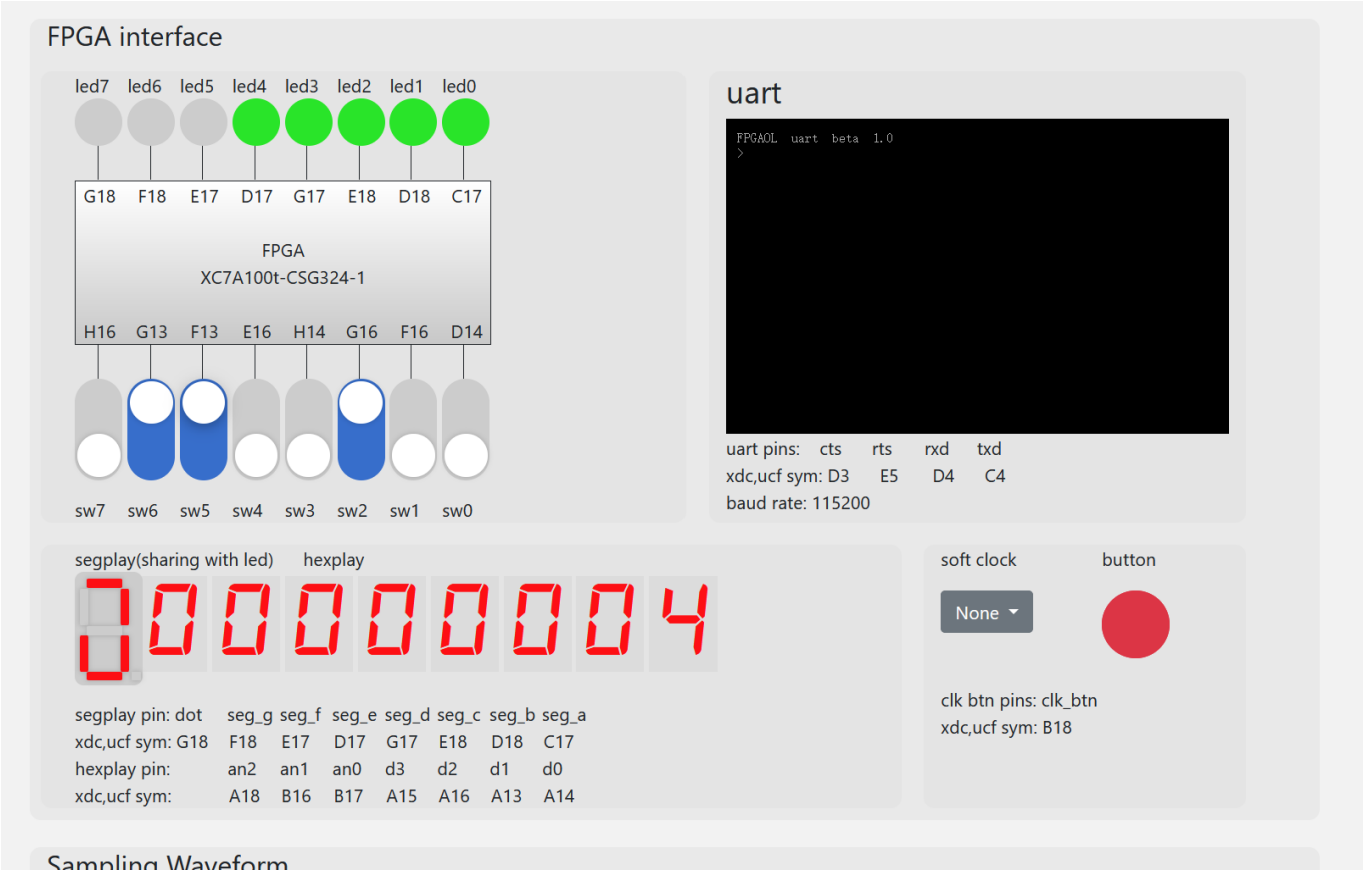 FPGA interface
led7 led6 led5 led4 led3 led2 led1 led0
G18 F18 E17 D17 G17 E18 D18 C17
FPGA
XC7A100t-CSG324-1
H16 G13 F13 E16 H14 G16 F16 D14
sw7 sw6 sw5 sw4 sw3 sw2 sw1 sw0
uart
FPGAOL uart beta 1.0
>
uart pins: cts rts rxd txd
xdc,ucf sym: D3 E5 D4 C4
baud rate: 115200
segplay(sharing with led) hexplay
00000004
segplay pin: dot seg_g seg_f seg_e seg_d seg_c seg_b seg_a
xdc,ucf sym: G18 F18 E17 D17 G17 E18 D18 C17
hexplay pin: an2 an1 an0 d3 d2 d1 d0
xdc,ucf sym: A18 B16 B17 A15 A16 A13 A14
soft clock button
None
clk btn pins: clk_btn
xdc,ucf sym: B18
Sampling Waveform